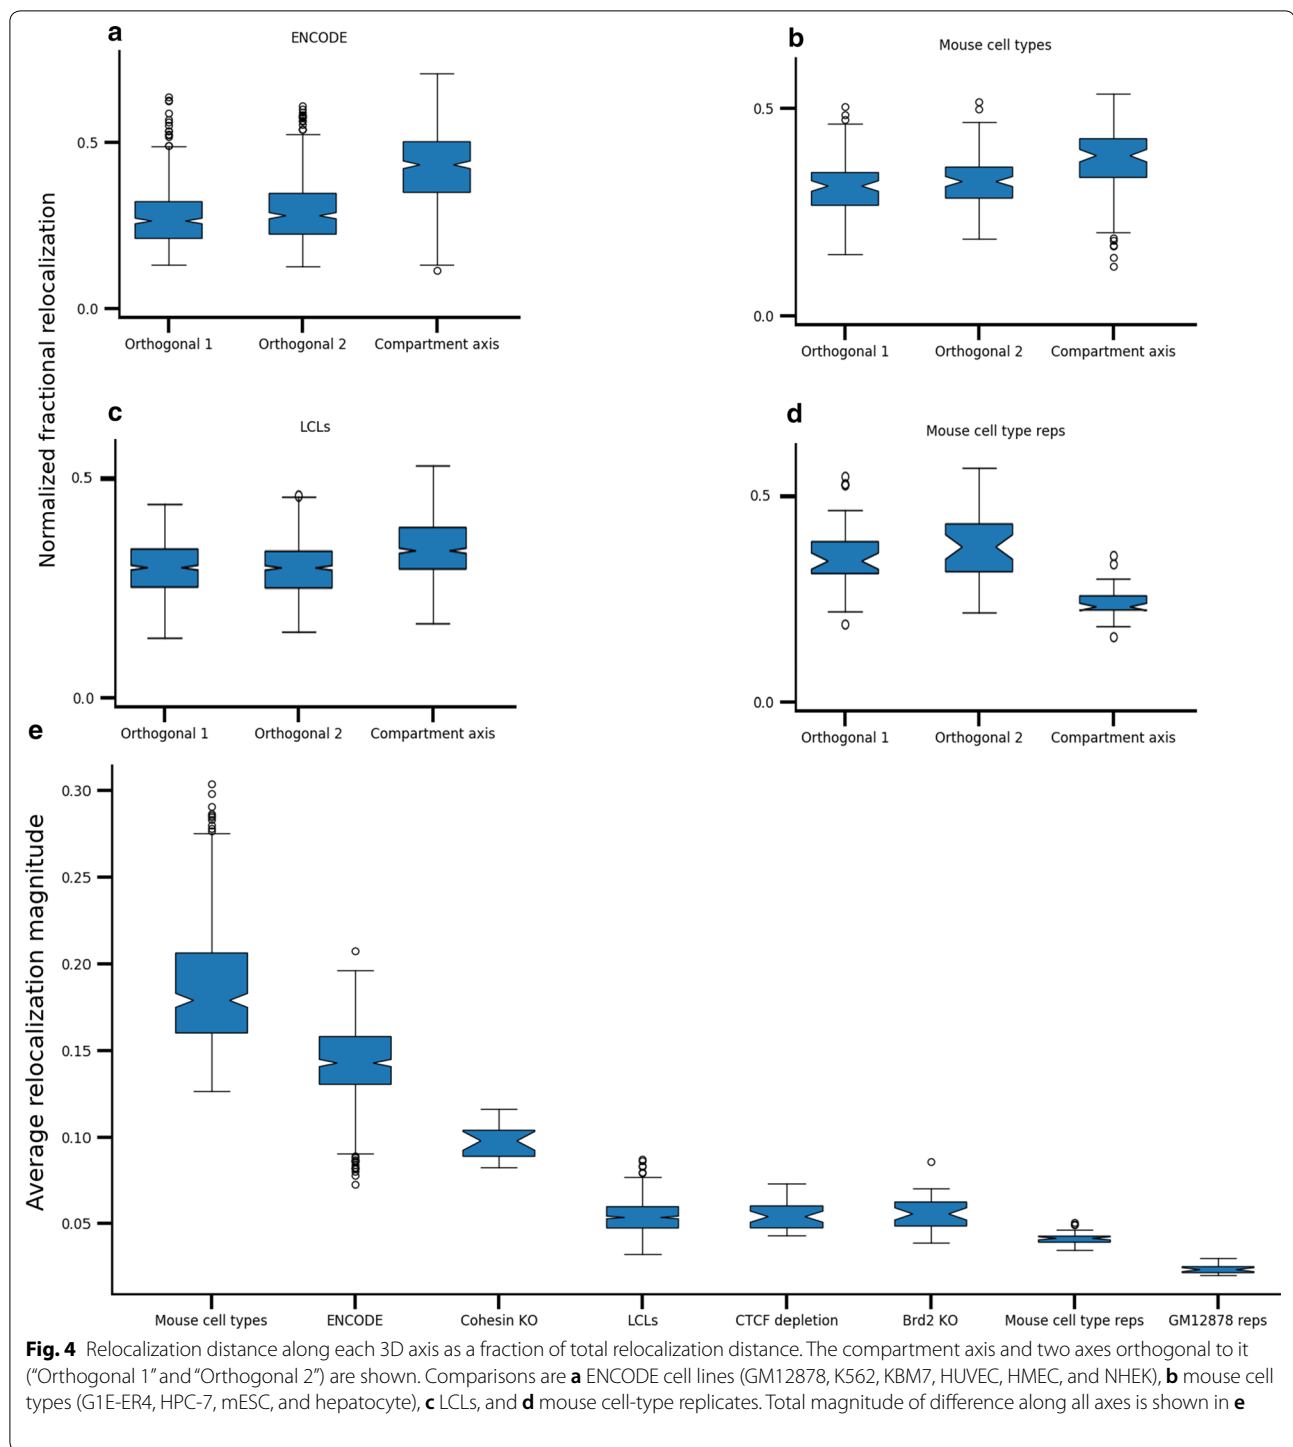 a
ENCODE
0.5
0.0
Orthogonal 1
Orthogonal 2
Compartment axis
b
Mouse cell types
0.5
0.0
Orthogonal 1
Orthogonal 2
Compartment axis
Normalized fractional relocalization
c
LCLs
0.5
0.0
Orthogonal 1
Orthogonal 2
Compartment axis
d
Mouse cell type reps
0.5
0.0
Orthogonal 1
Orthogonal 2
Compartment axis
e
Average relocalization magnitude
0.30
0.25
0.20
0.15
0.10
0.05
Mouse cell types
ENCODE
Cohesin KO
LCLs
CTCF depletion
Brd2 KO
Mouse cell type reps
GM12878 reps
Fig. 4 Relocalization distance along each 3D axis as a fraction of total relocalization distance. The compartment axis and two axes orthogonal to it
(“Orthogonal 1” and “Orthogonal 2”) are shown. Comparisons are a ENCODE cell lines (GM12878, K562, KBM7, HUVEC, HMEC, and NHEK), b mouse cell
types (G1E-ER4, HPC-7, mESC, and hepatocyte), c LCLs, and d mouse cell-type replicates. Total magnitude of difference along all axes is shown in e